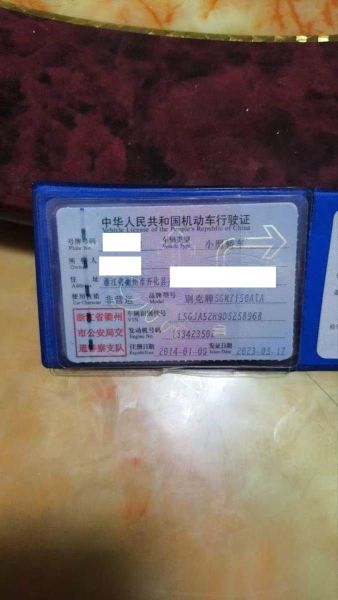 中华人民共和国机动车行驶证
Vehicle License of the People's Republic of China
号牌号码 车辆类型 小型轿车
Plate No. Vehicle Type
所有人
Owner
住址 浙江省衢州市开化县
Address
使用性质 非营运 品牌型号 别克牌SGM7150ATA
Use Character Model
浙江省衢州
市公安局交
通警察支队
车辆识别代号
VIN
发动机号码 133423502
Engine No.
注册日期 2014-01-09 发证日期 2023-05-17
Register Date Issue Date